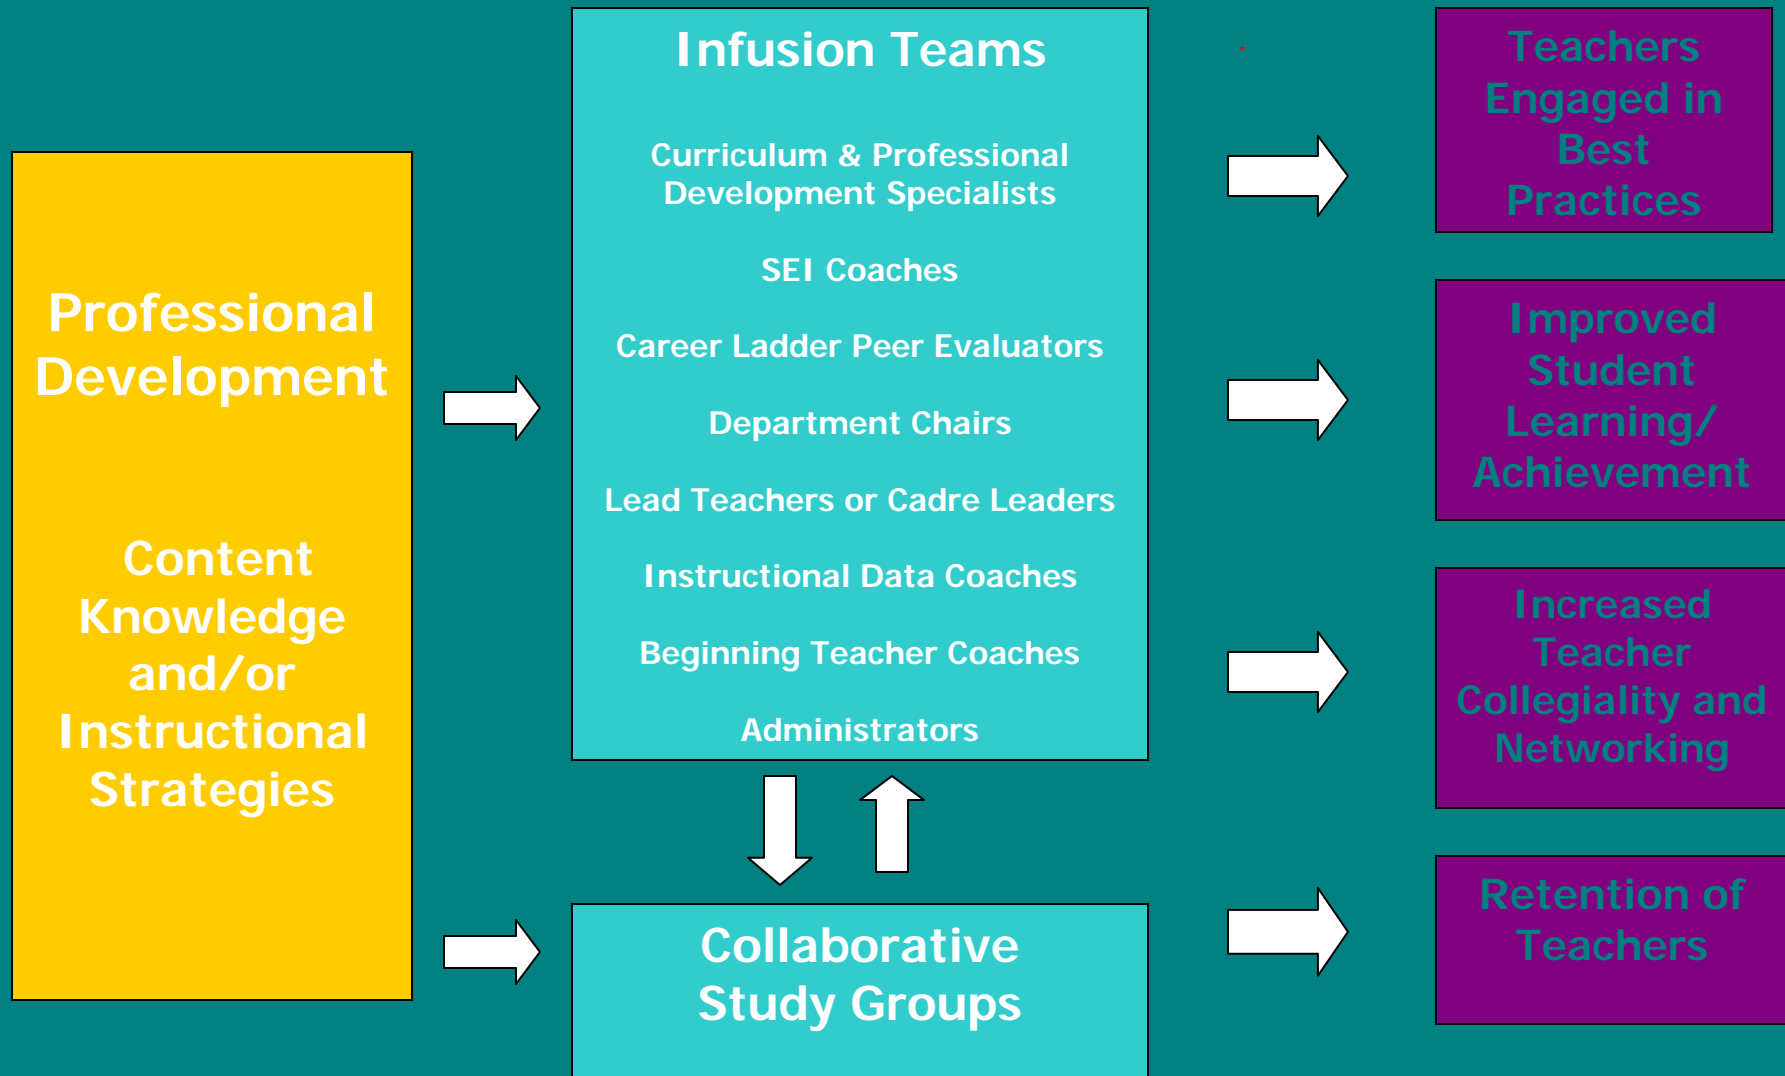 Professional
Development
Content
Knowledge
and/or
Instructional
Strategies
Infusion Teams
Curriculum & Professional
Development Specialists
SEI Coaches
Career Ladder Peer Evaluators
Department Chairs
Lead Teachers or Cadre Leaders
Instructional Data Coaches
Beginning Teacher Coaches
Administrators
Collaborative
Study Groups
Teachers
Engaged in
Best
Practices
Improved
Student
Learning/
Achievement
Increased
Teacher
Collegiality and
Networking
Retention of
Teachers